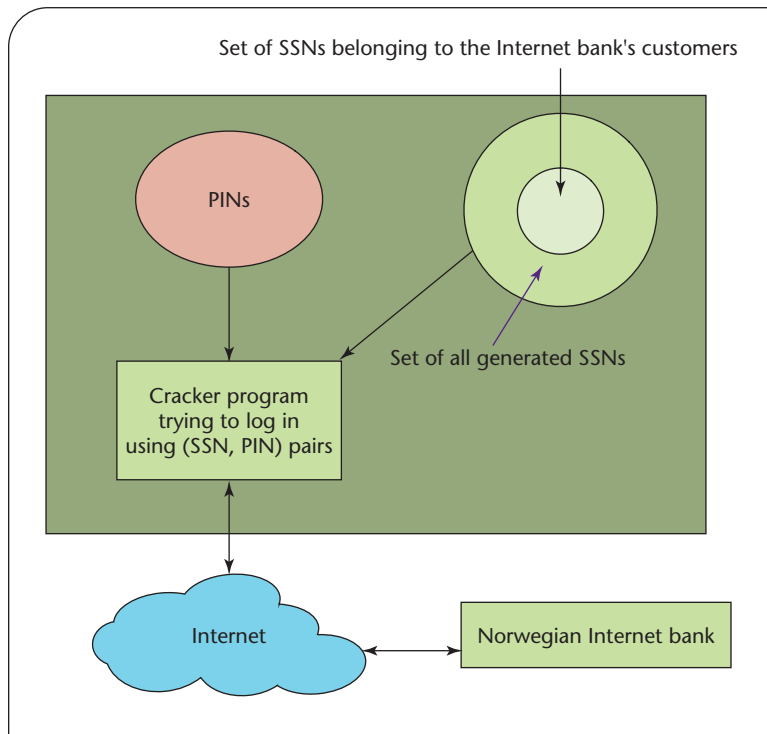 Set of SSNs belonging to the Internet bank's customers
PINs
Set of all generated SSNs
Cracker program
trying to log in
using (SSN, PIN) pairs
Internet
Norwegian Internet bank